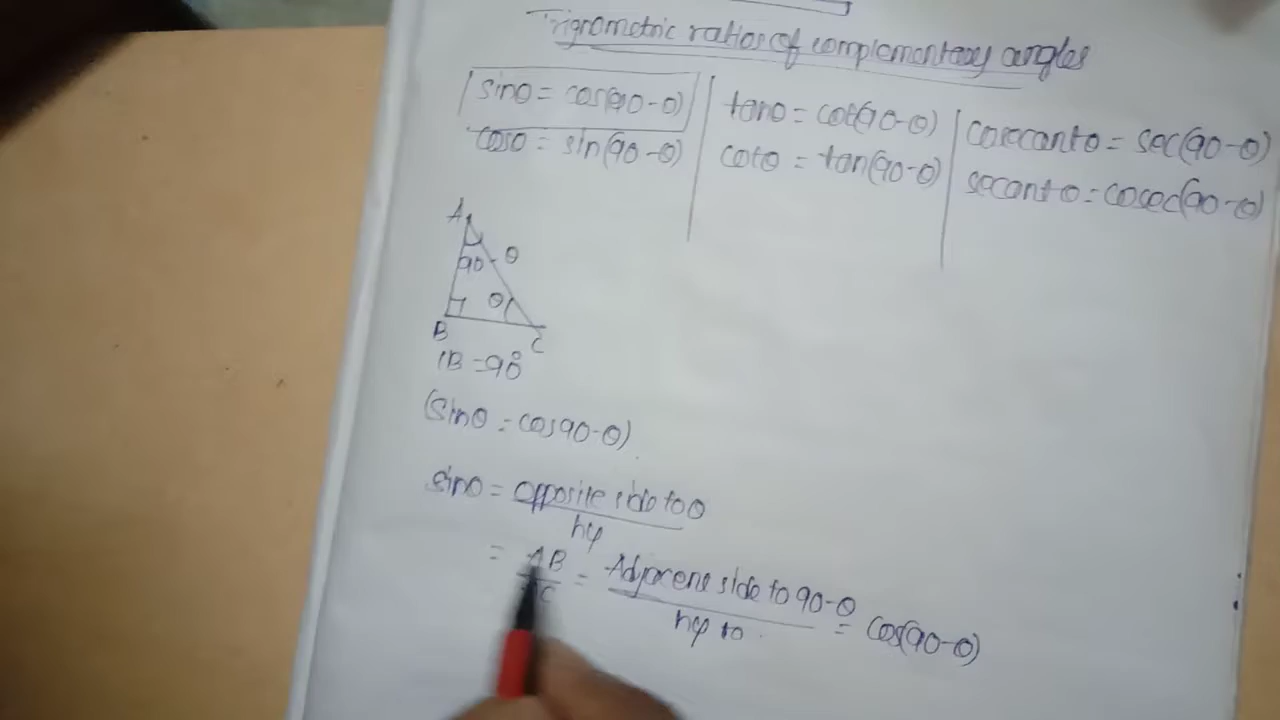 Trignometric ratios of complementary angles
sinθ = cos(90-θ)
cosθ = sin(90-θ)
tanθ = cot(90-θ)
cotθ = tan(90-θ)
cosecantθ = sec(90-θ)
secantθ = cosec(90-θ)
A
90-θ
θ
B
C
∠B = 90°
(sinθ = cos90-θ)
sinθ = opposite side to θ
hyp
= AB = Adjacent side to 90-θ = cos(90-θ)
C hyp to